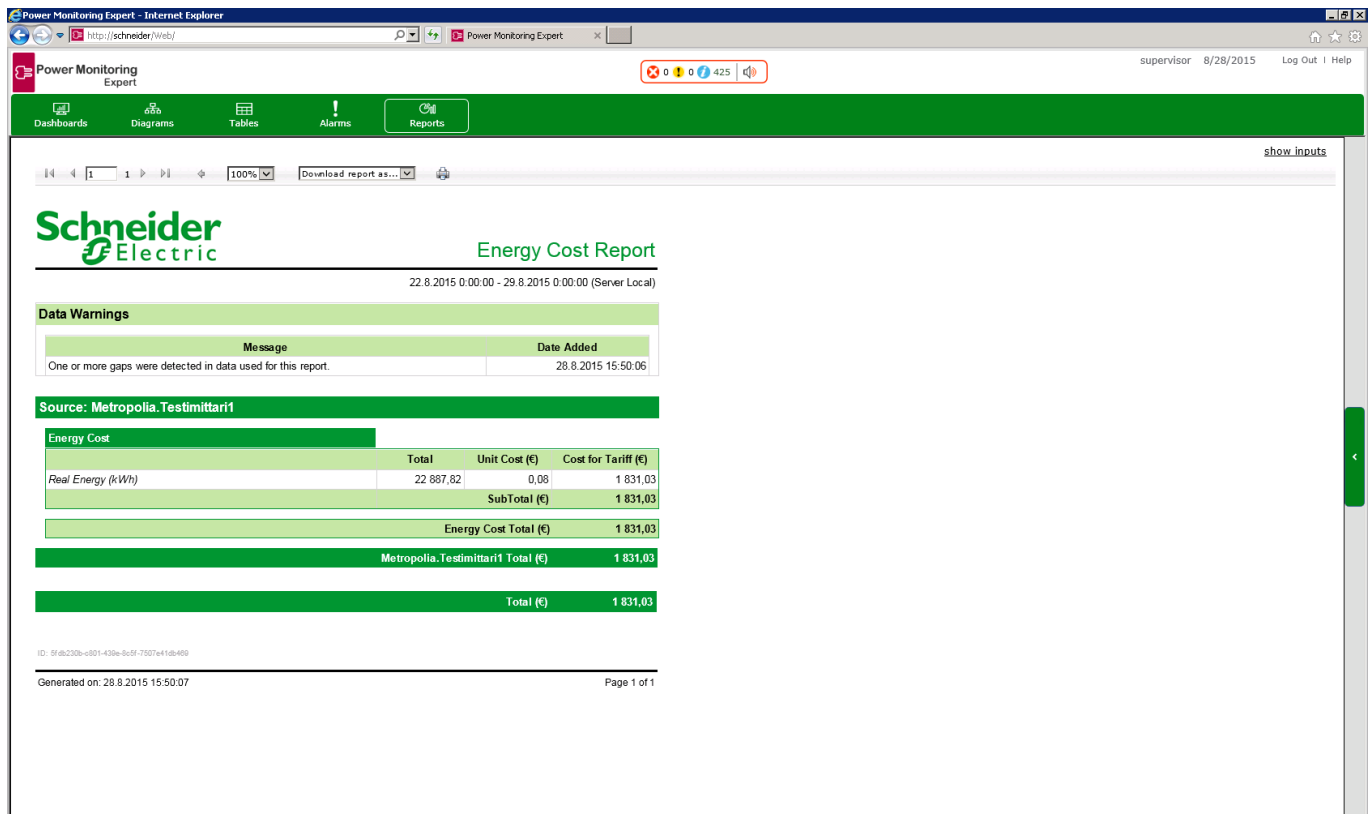 Power Monitoring Expert - Internet Explorer
http://schneider/Web/
Power Monitoring Expert
Power Monitoring
Expert
0 0 425
supervisor 8/28/2015 Log Out | Help
Dashboards Diagrams Tables Alarms Reports
show inputs
1 1 100% Download report as...
Schneider
Electric
Energy Cost Report
22.8.2015 0:00:00 - 29.8.2015 0:00:00 (Server Local)
Data Warnings
Message Date Added
One or more gaps were detected in data used for this report. 28.8.2015 15:50:06
Source: Metropolia.Testimittari1
Energy Cost
Total Unit Cost (€) Cost for Tariff (€)
Real Energy (kWh) 22 887,82 0,08 1 831,03
SubTotal (€) 1 831,03
Energy Cost Total (€) 1 831,03
Metropolia.Testimittari1 Total (€) 1 831,03
Total (€) 1 831,03
ID: 5fdb230b-c801-439e-8c5f-7507e41db469
Generated on: 28.8.2015 15:50:07 Page 1 of 1